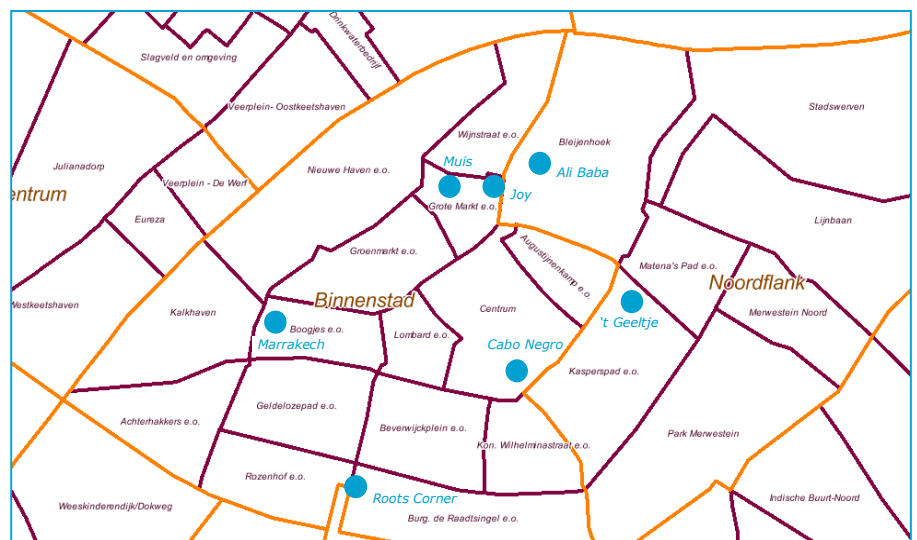 Drinkwaterbedrijf
Slagveld en omgeving
Veerplein- Oostkeetshaven
Stadswerven
Wijnstraat e.o.
Bleijenhoek
Julianadorp
Nieuwe Haven e.o.
Muis
Ali Baba
Veerplein - De Werf
entrum
Joy
Grote Markt e.o.
Eureza
Lijnbaan
Groenmarkt e.o.
Augustijnenkamp e.o.
Matena's Pad e.o.
Noordflank
Binnenstad
Westkeetshaven
Kalkhaven
Centrum
Merwestein Noord
't Geeltje
Boogjes e.o.
Lombard e.o.
Marrakech
Cabo Negro
Kasperspad e.o.
Geldelozepad e.o.
Achterhakkers e.o.
Beverwijckplein e.o.
Park Merwestein
Kon. Wilhelminastraat e.o.
Rozenhof e.o.
Roots Corner
Indische Buurt-Noord
Weeskinderendijk/Dokweg
Burg. de Raadtsingel e.o.